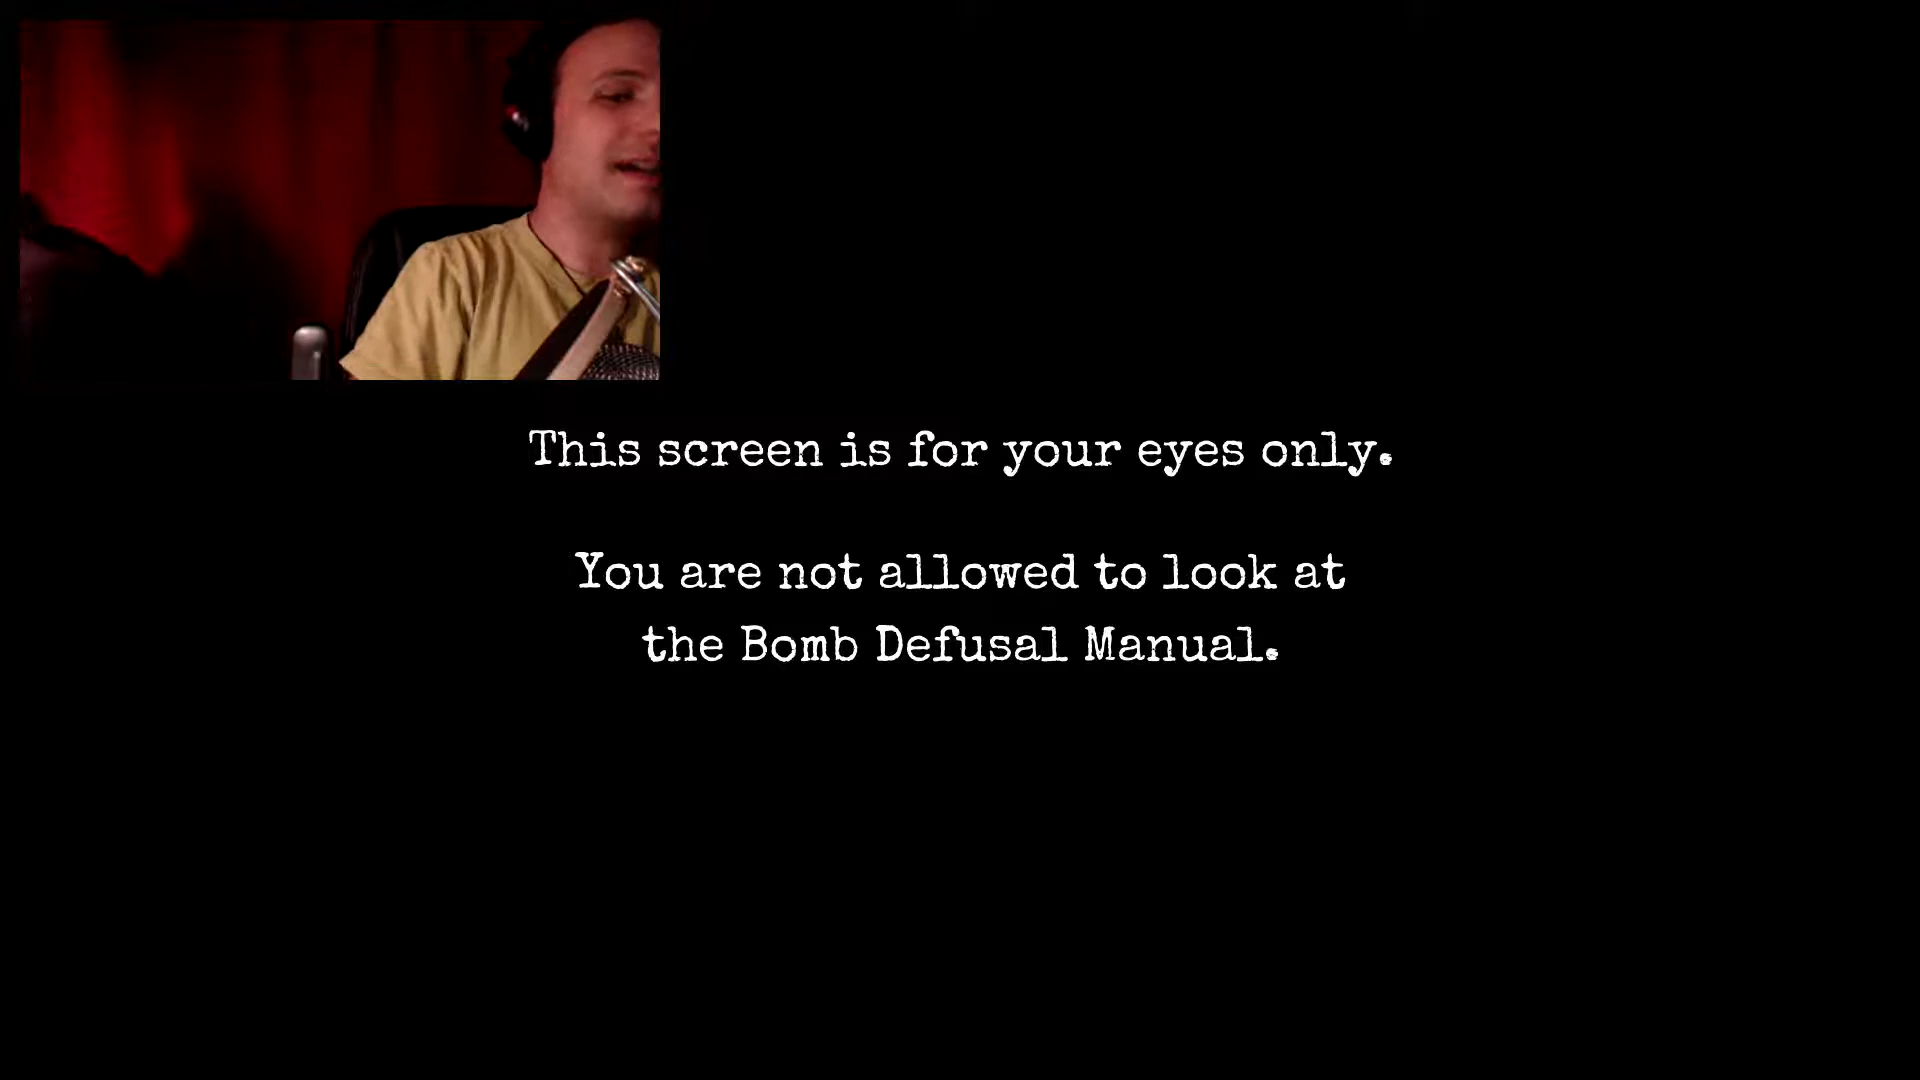 This screen is for your eyes only.
You are not allowed to look at
the Bomb Defusal Manual.